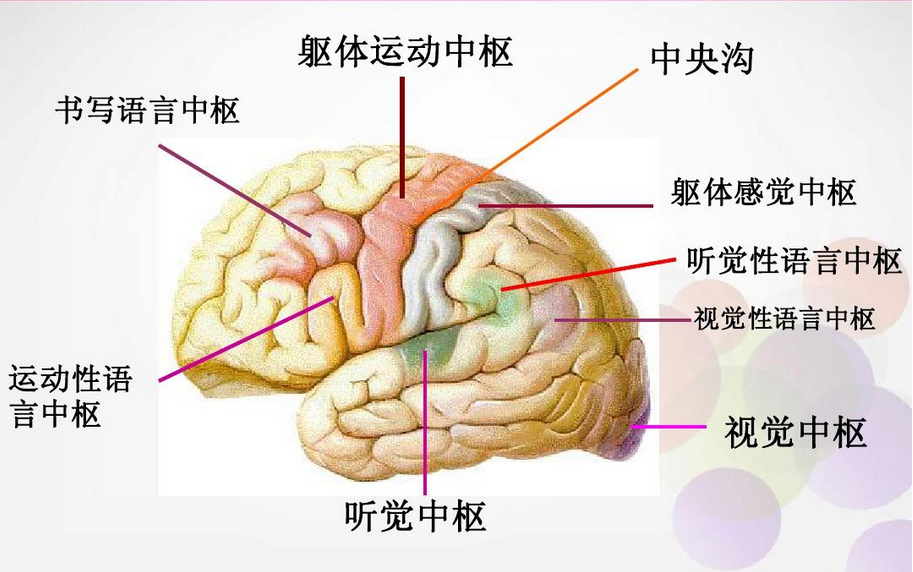 躯体运动中枢
中央沟
书写语言中枢
躯体感觉中枢
听觉性语言中枢
视觉性语言中枢
运动性语
言中枢
视觉中枢
听觉中枢